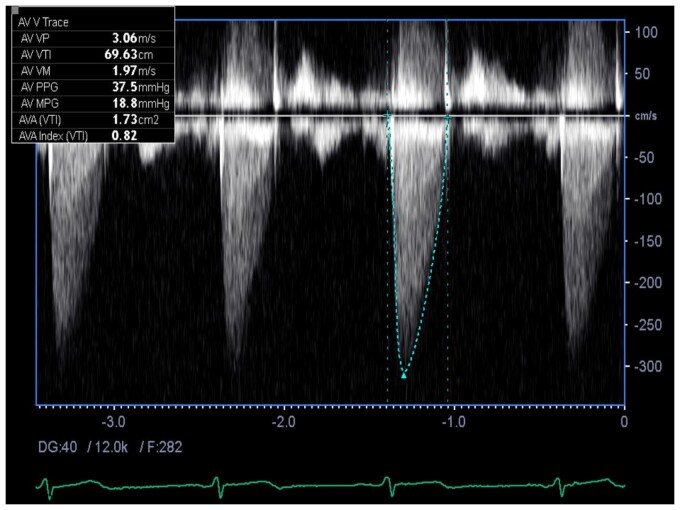 AV V Trace
AV VP 3.06m/s
AV VTI 69.63cm
AV VM 1.97m/s
AV PPG 37.5mmHg
AV MPG 18.8mmHg
AVA (VTI) 1.73cm2
AVA Index (VTI) 0.82
100
50
cm/s
-50
-100
-150
-200
-250
-300
-3.0 -2.0 -1.0 0
DG:40 / 12.0k / F:282